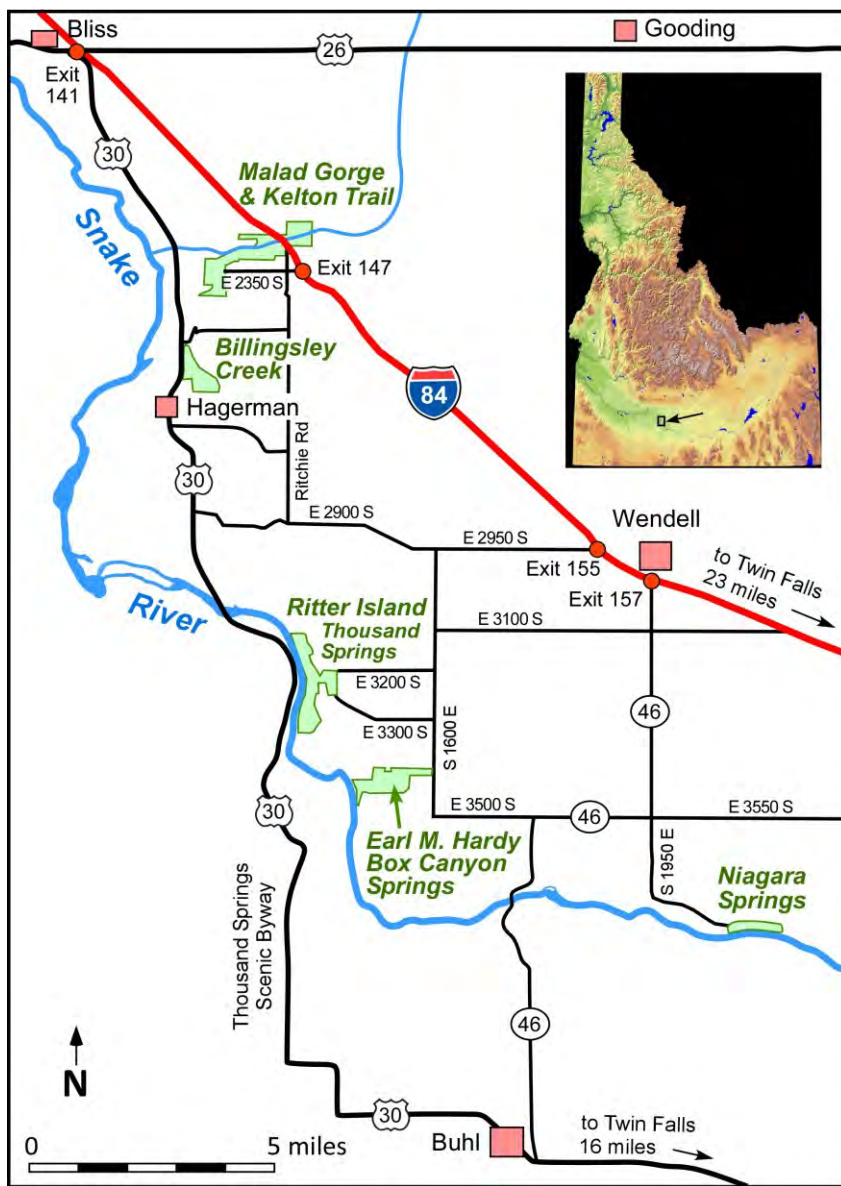 Bliss
26
Gooding
Exit
141
30
Malad Gorge
& Kelton Trail
Snake
Exit 147
E 2350 S
Billingsley
Creek
84
Hagerman
Ritchie Rd
30
E 2900 S
E 2950 S
Wendell
Exit 155
to Twin Falls
23 miles
Exit 157
River
Ritter Island
Thousand
Springs
E 3100 S
E 3200 S
46
E 3300 S
S 1600 E
30
E 3500 S
46
E 3550 S
Earl M. Hardy
Box Canyon
Springs
S 1950 E
Niagara
Springs
Thousand Springs
Scenic Byway
46
N
30
0
5 miles
Buhl
to Twin Falls
16 miles